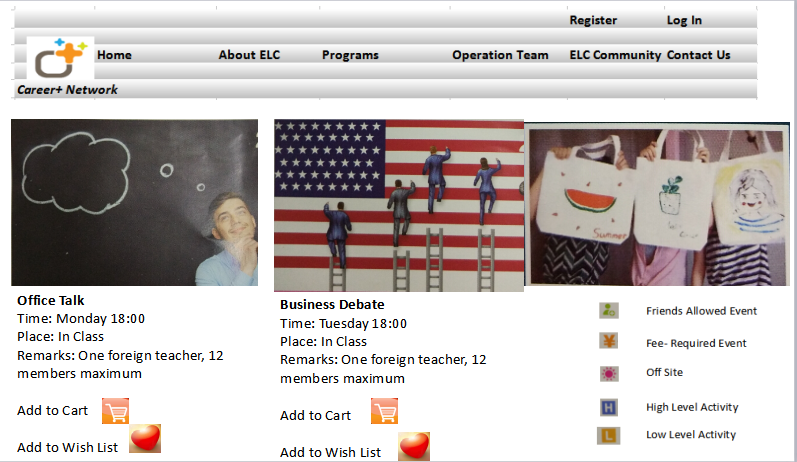 Register Log In
Home About ELC Programs Operation Team ELC Community Contact Us
Career+ Network
Summer
Office Talk
Time: Monday 18:00
Place: In Class
Remarks: One foreign teacher, 12
members maximum
Add to Cart
Add to Wish List
Business Debate
Time: Tuesday 18:00
Place: In Class
Remarks: One foreign teacher, 12
members maximum
Add to Cart
Add to Wish List
Friends Allowed Event
¥ Fee- Required Event
Off Site
H High Level Activity
L Low Level Activity